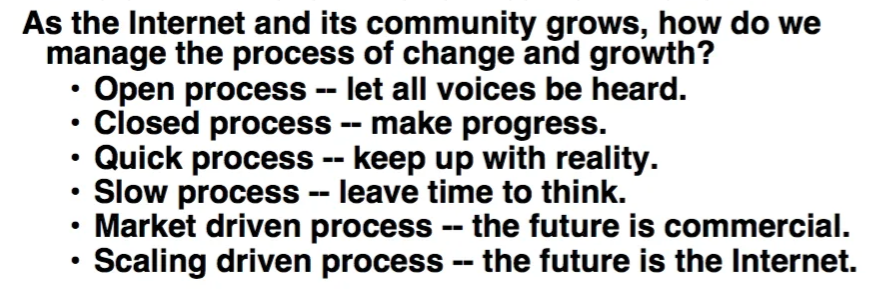 As the Internet and its community grows, how do we
manage the process of change and growth?
• Open process -- let all voices be heard.
• Closed process -- make progress.
• Quick process -- keep up with reality.
• Slow process -- leave time to think.
• Market driven process -- the future is commercial.
• Scaling driven process -- the future is the Internet.